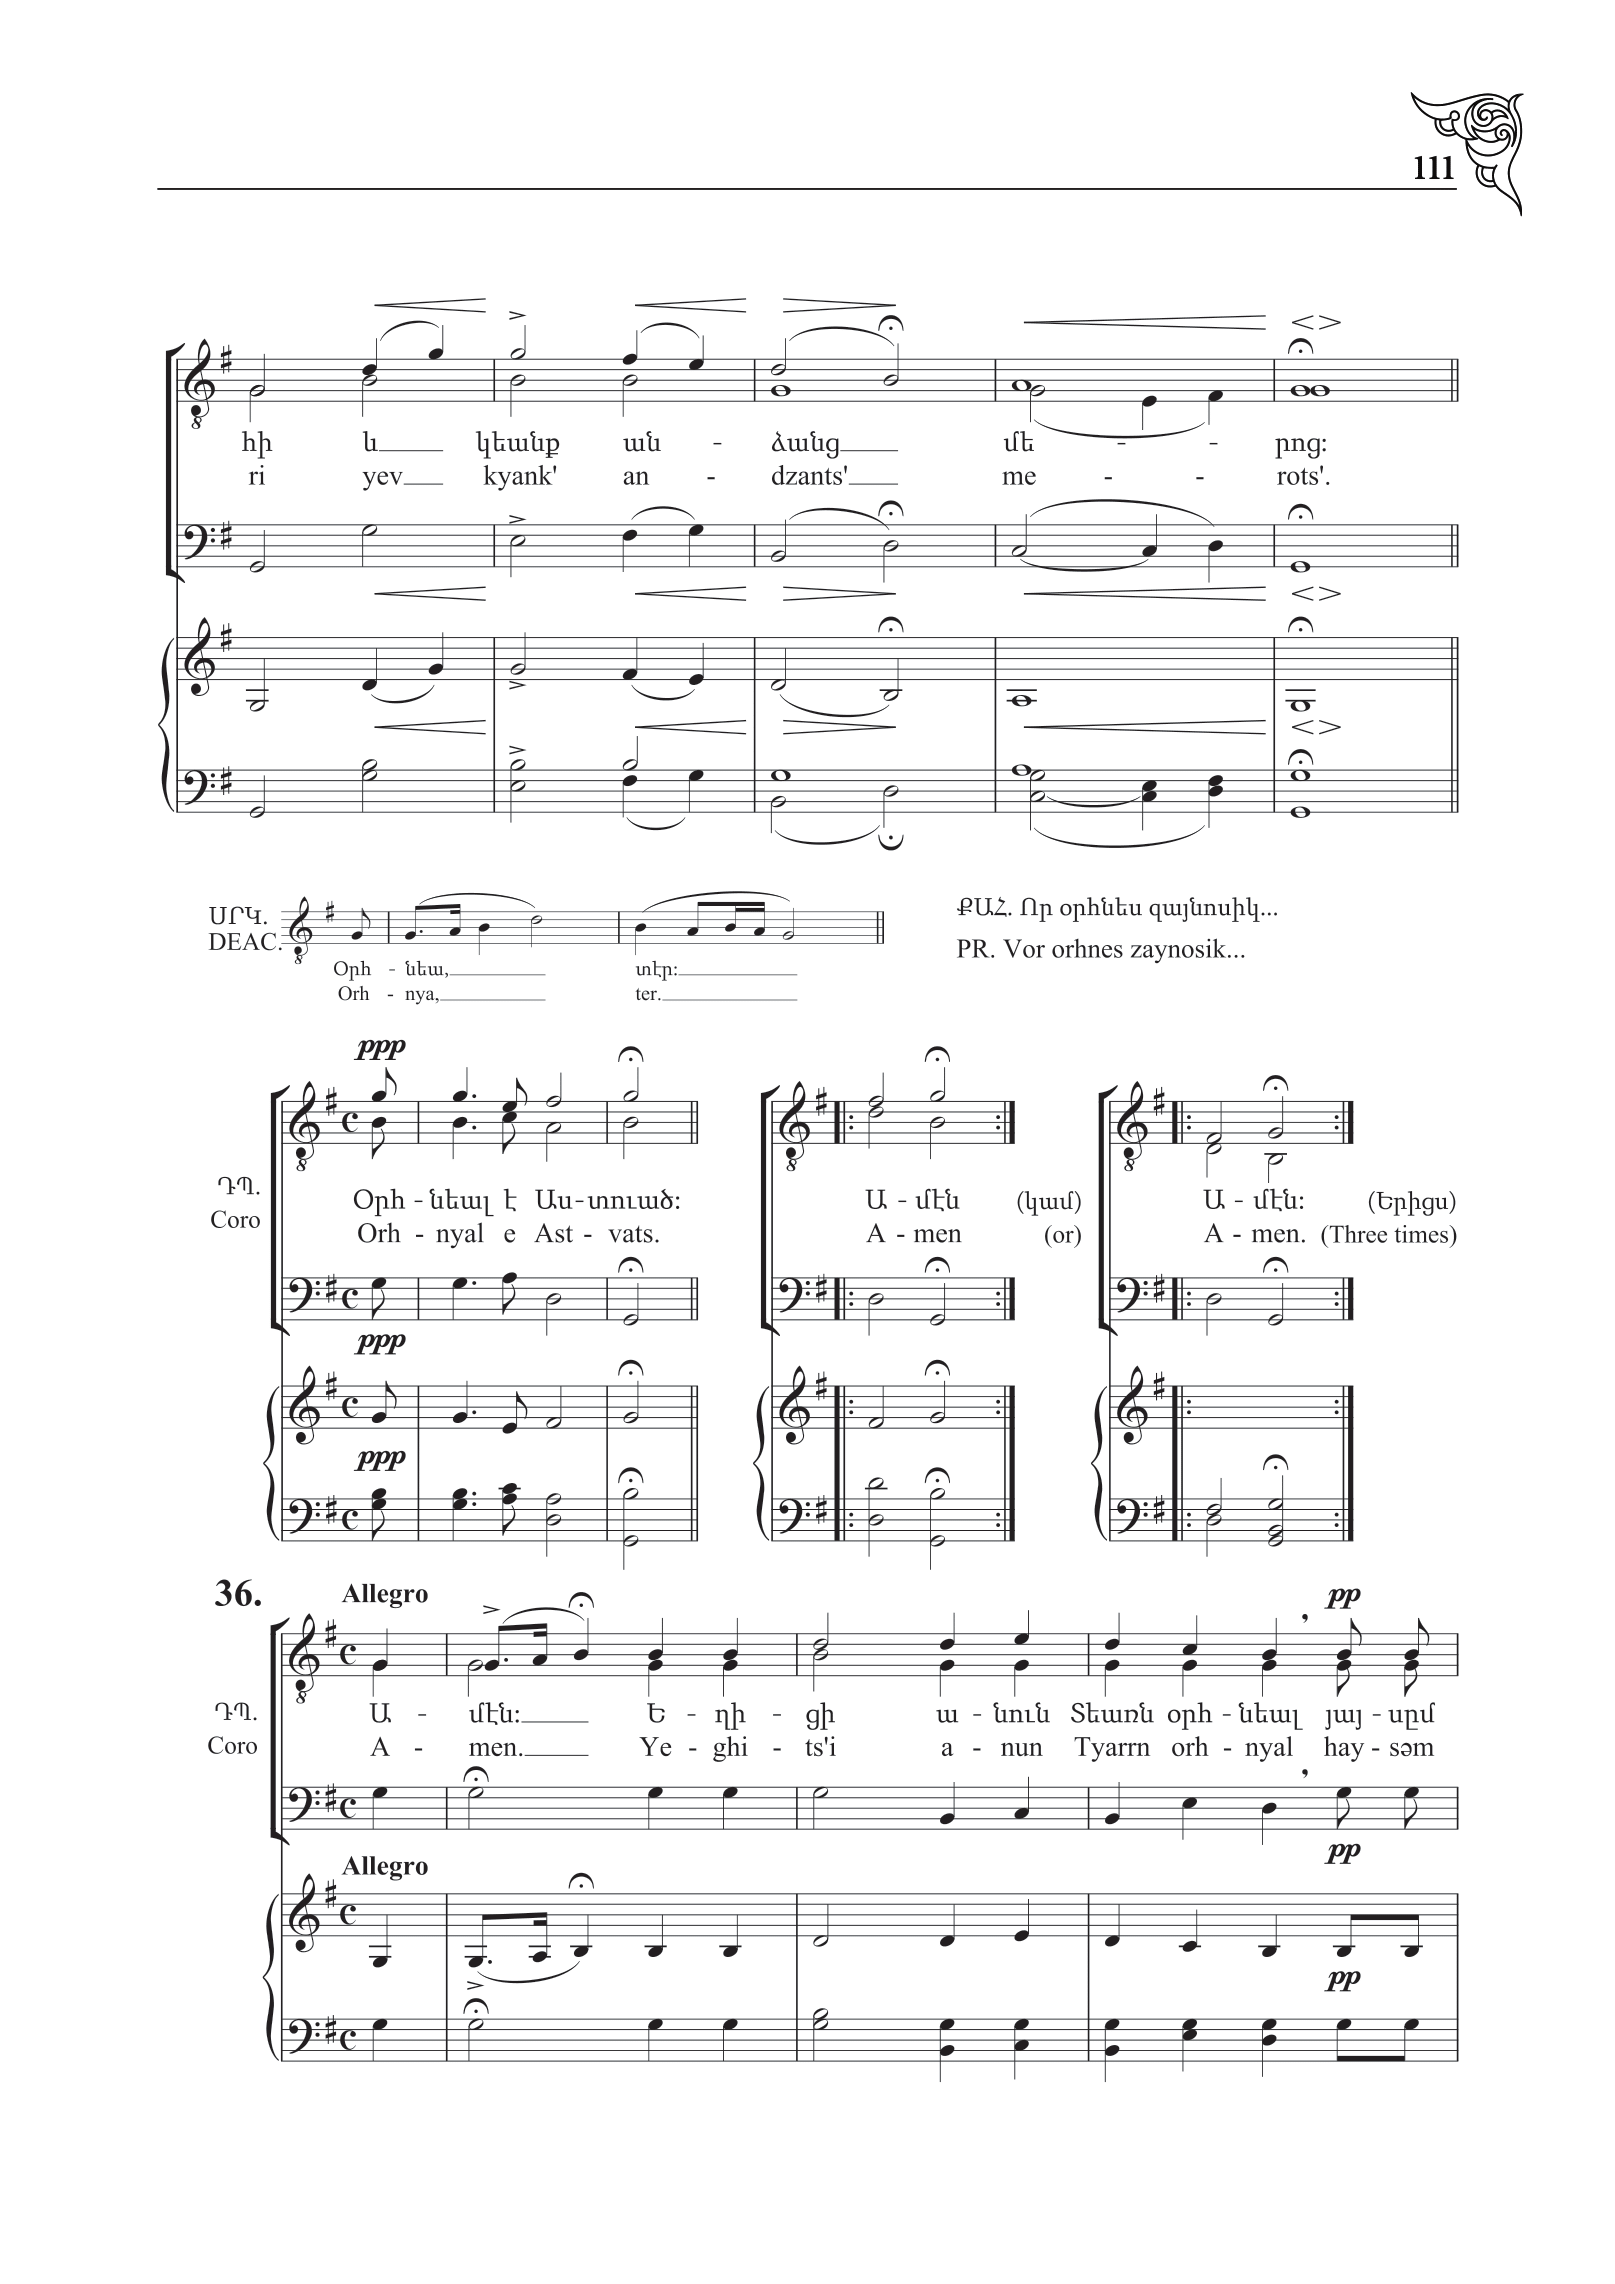 111
հի և կեանք ան - ձանց մե - - րոց:
ri yev kyank' an - dzants' me - - rots'.
ՍՐԿ.
DEAC.
Օրհ - նեա, տէր:
Orh - nya, ter.
ՔԱՀ. Որ օրհնես զայնոսիկ...
PR. Vor orhnes zaynosik...
ppp
ԴՊ.
Coro
Օրհ - նեալ է Աս - տուած: Ա - մէն (կամ) Ա - մէն: (Երիցս)
Orh - nyal e Ast - vats. A - men (or) A - men. (Three times)
ppp
ppp
36. Allegro
pp
ԴՊ.
Coro
Ա - մէն: Ե - ղի - ցի ա - նուն Տեառն օրհ - նեալ յայ - սըմ
A - men. Ye - ghi - ts'i a - nun Tyarrn orh - nyal hay - səm
pp
Allegro
pp